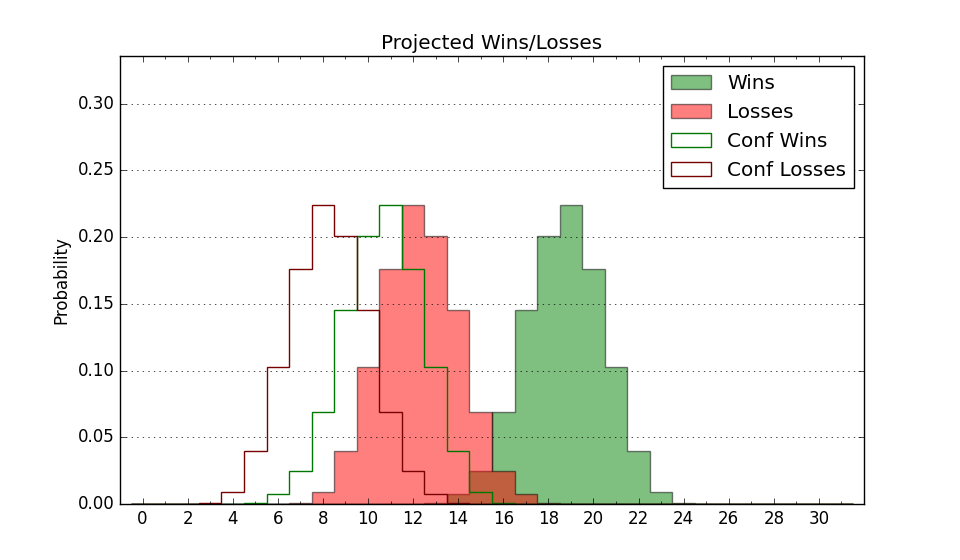 Projected Wins/Losses
Wins
Losses
Conf Wins
Conf Losses
Probability
0.30
0.25
0.20
0.15
0.10
0.05
0.00
0 2 4 6 8 10 12 14 16 18 20 22 24 26 28 30